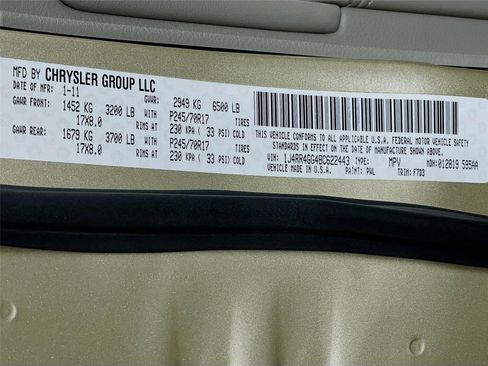 MFD BY CHRYSLER GROUP LLC
DATE OF MFR: 1-11 GVWR: 2949 KG 6500 LB
GAWR FRONT: 1452 KG 3200 LB WITH P245/70R17 TIRES
17X8.0 RIMS AT 230 KPA ( 33 PSI) COLD
GAWR REAR: 1679 KG 3700 LB WITH P245/70R17 TIRES
17X8.0 RIMS AT 230 KPA ( 33 PSI) COLD
THIS VEHICLE CONFORMS TO ALL APPLICABLE U.S.A. FEDERAL MOTOR VEHICLE SAFETY
STANDARDS IN EFFECT ON THE DATE OF MANUFACTURE SHOWN ABOVE.
VIN: 1J4RR4GG4BC622443 TYPE: MPV MDH: 012819 595AA
VEHICLE MADE IN U.S.A. PAINT: PWL TRIM: F7D3